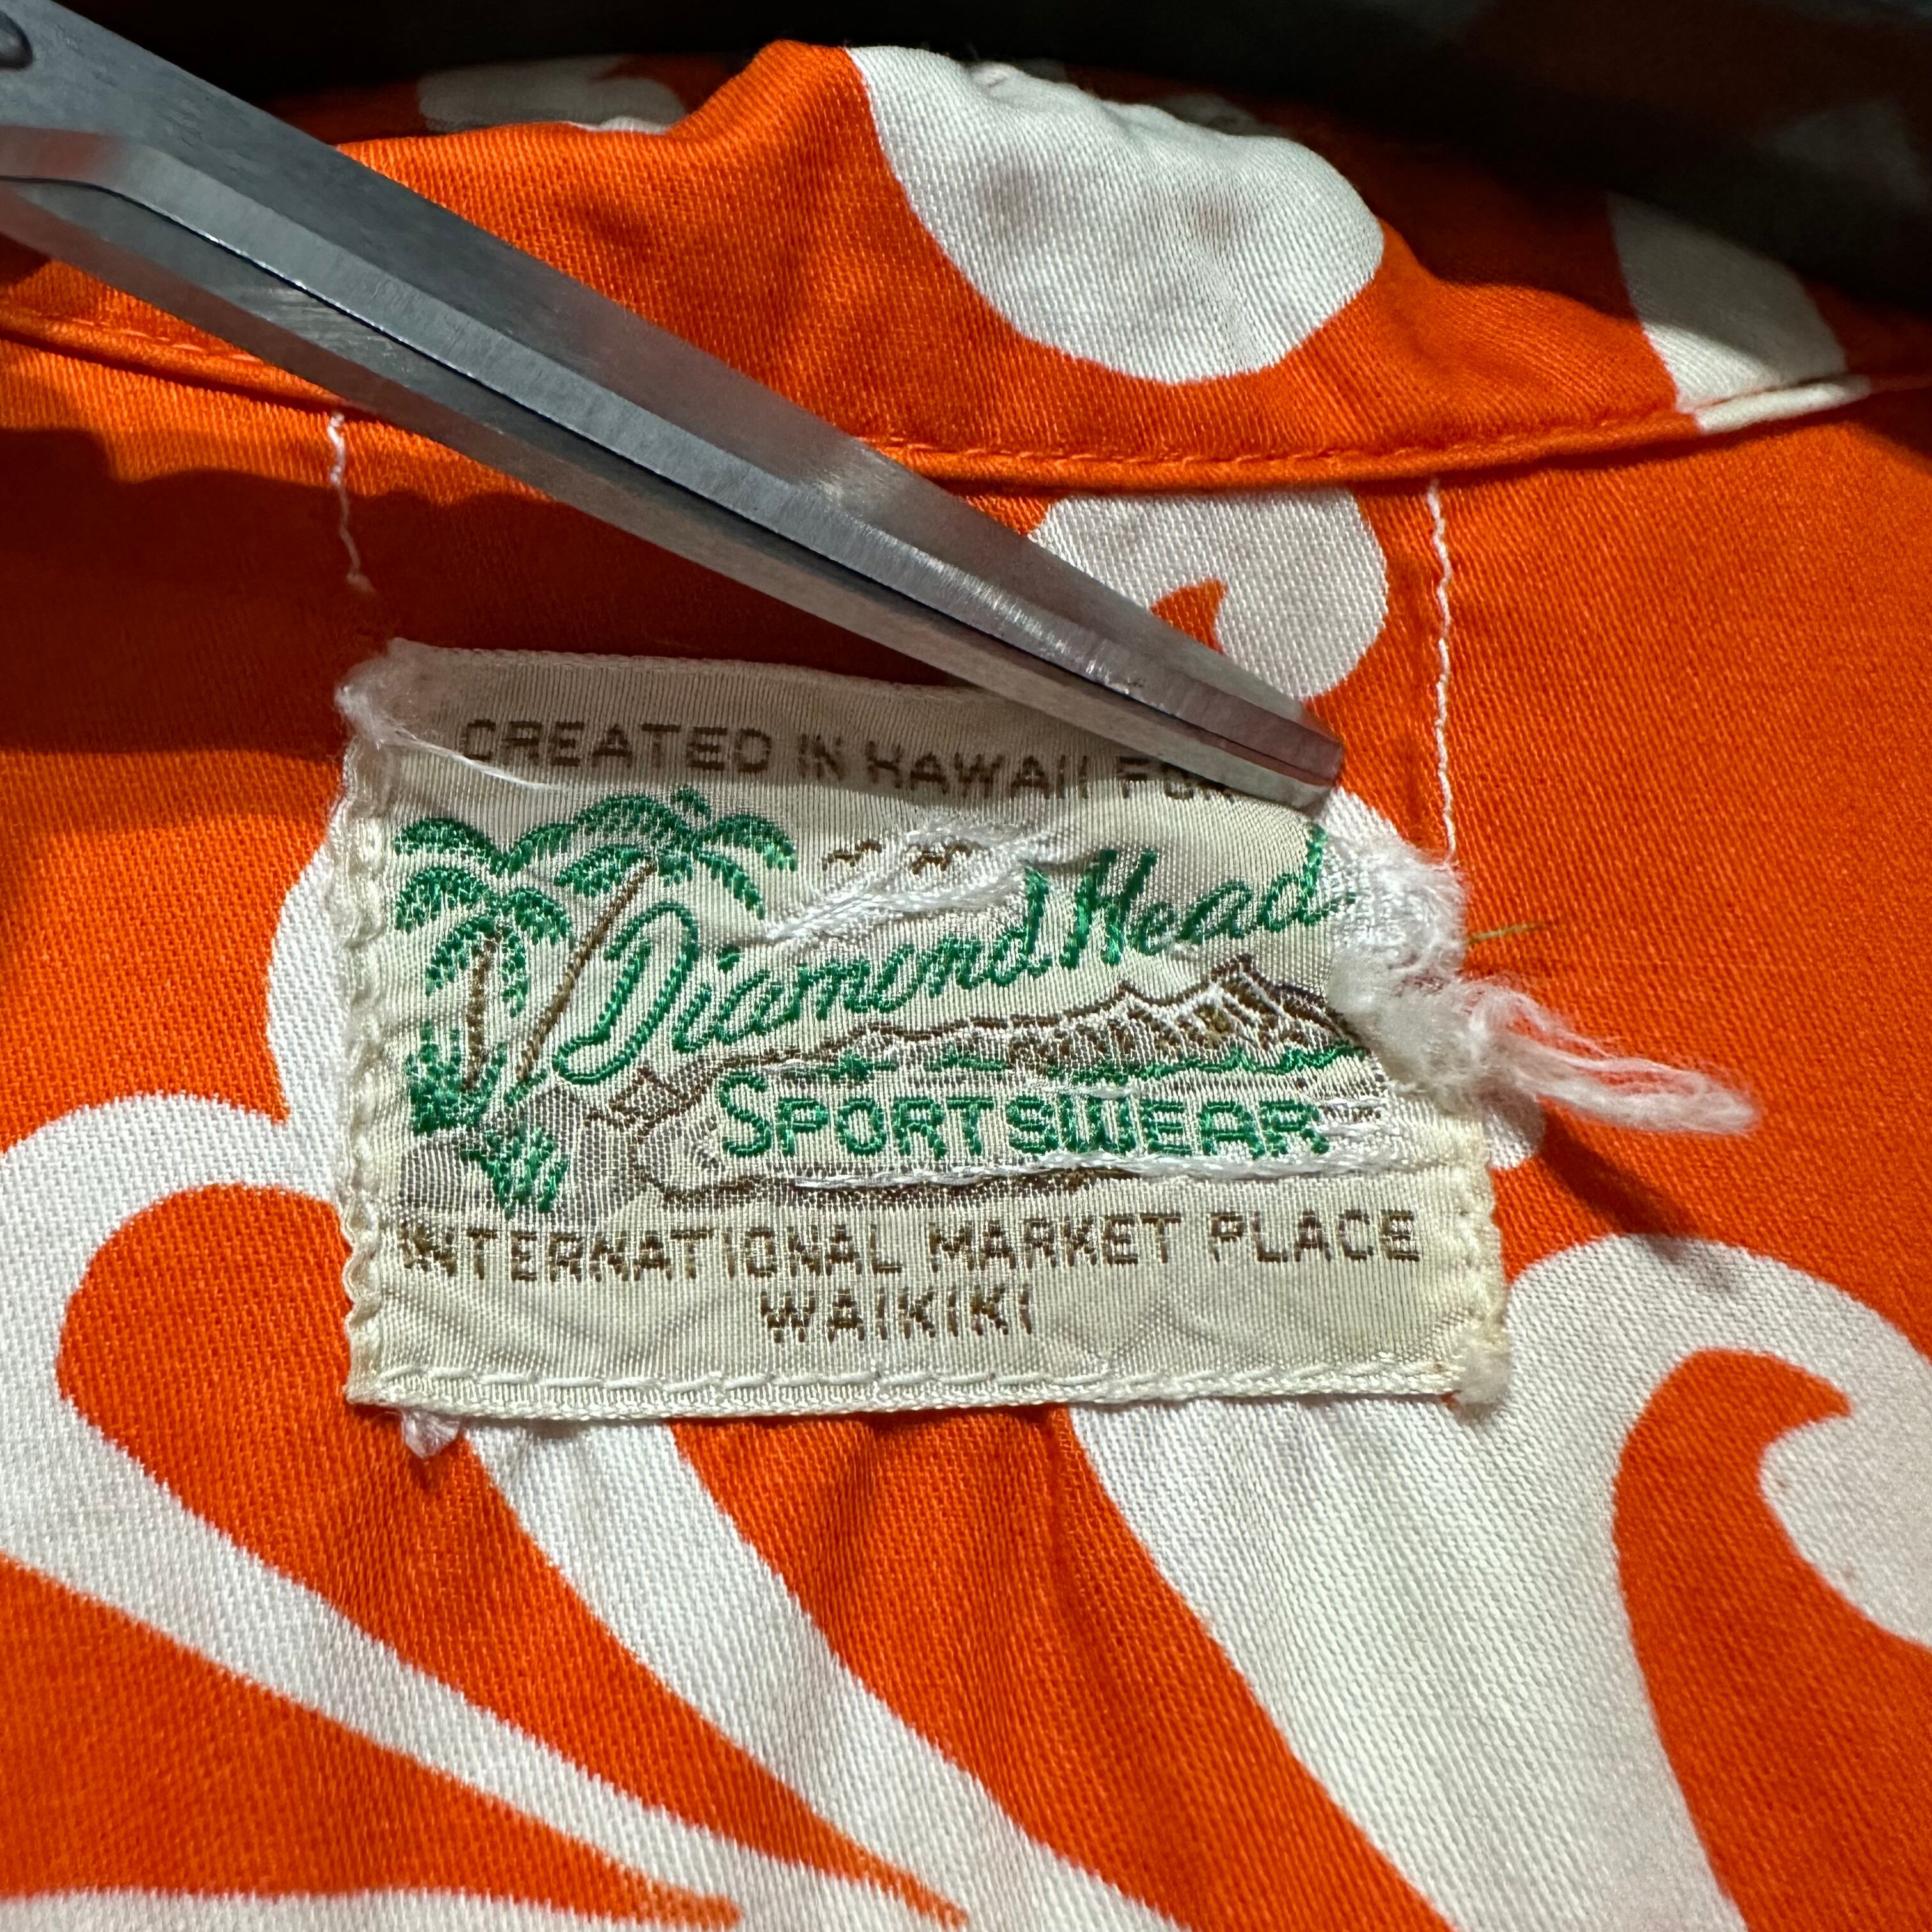 CREATED IN HAWAII FOR
Diamond Head
SPORTSWEAR
INTERNATIONAL MARKET PLACE
WAIKIKI